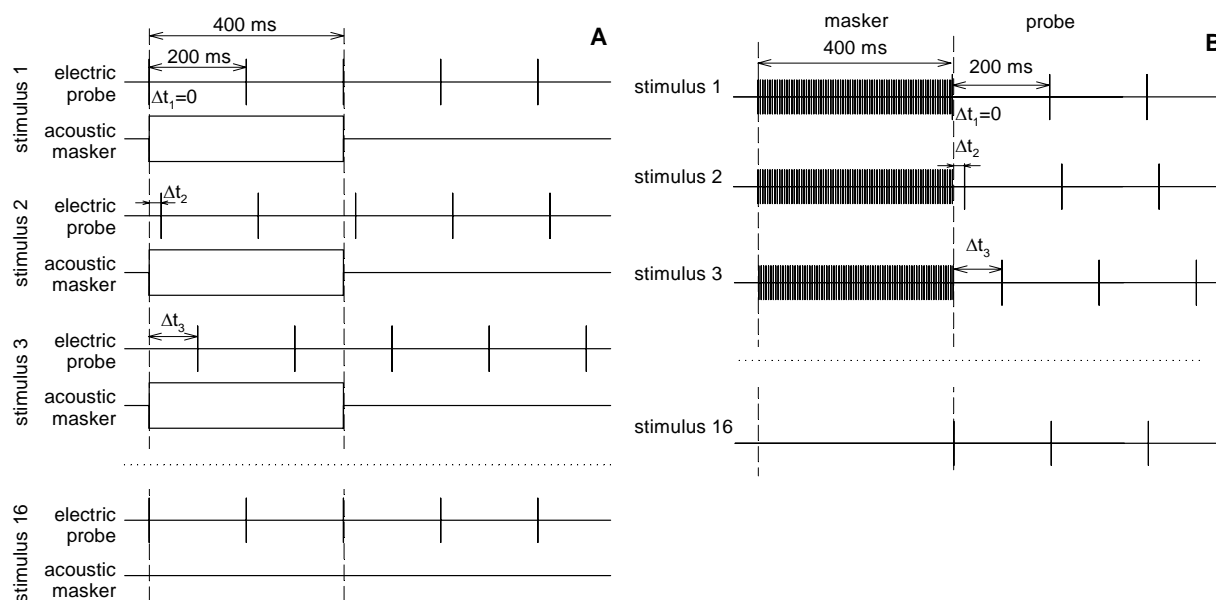 A
400 ms
200 ms
stimulus 1
electric
probe
Δt₁=0
acoustic
masker
stimulus 2
electric
probe
Δt₂
acoustic
masker
stimulus 3
electric
probe
Δt₃
acoustic
masker
stimulus 16
electric
probe
acoustic
masker
B
masker
probe
400 ms
200 ms
stimulus 1
Δt₁=0
Δt₂
stimulus 2
Δt₃
stimulus 3
stimulus 16